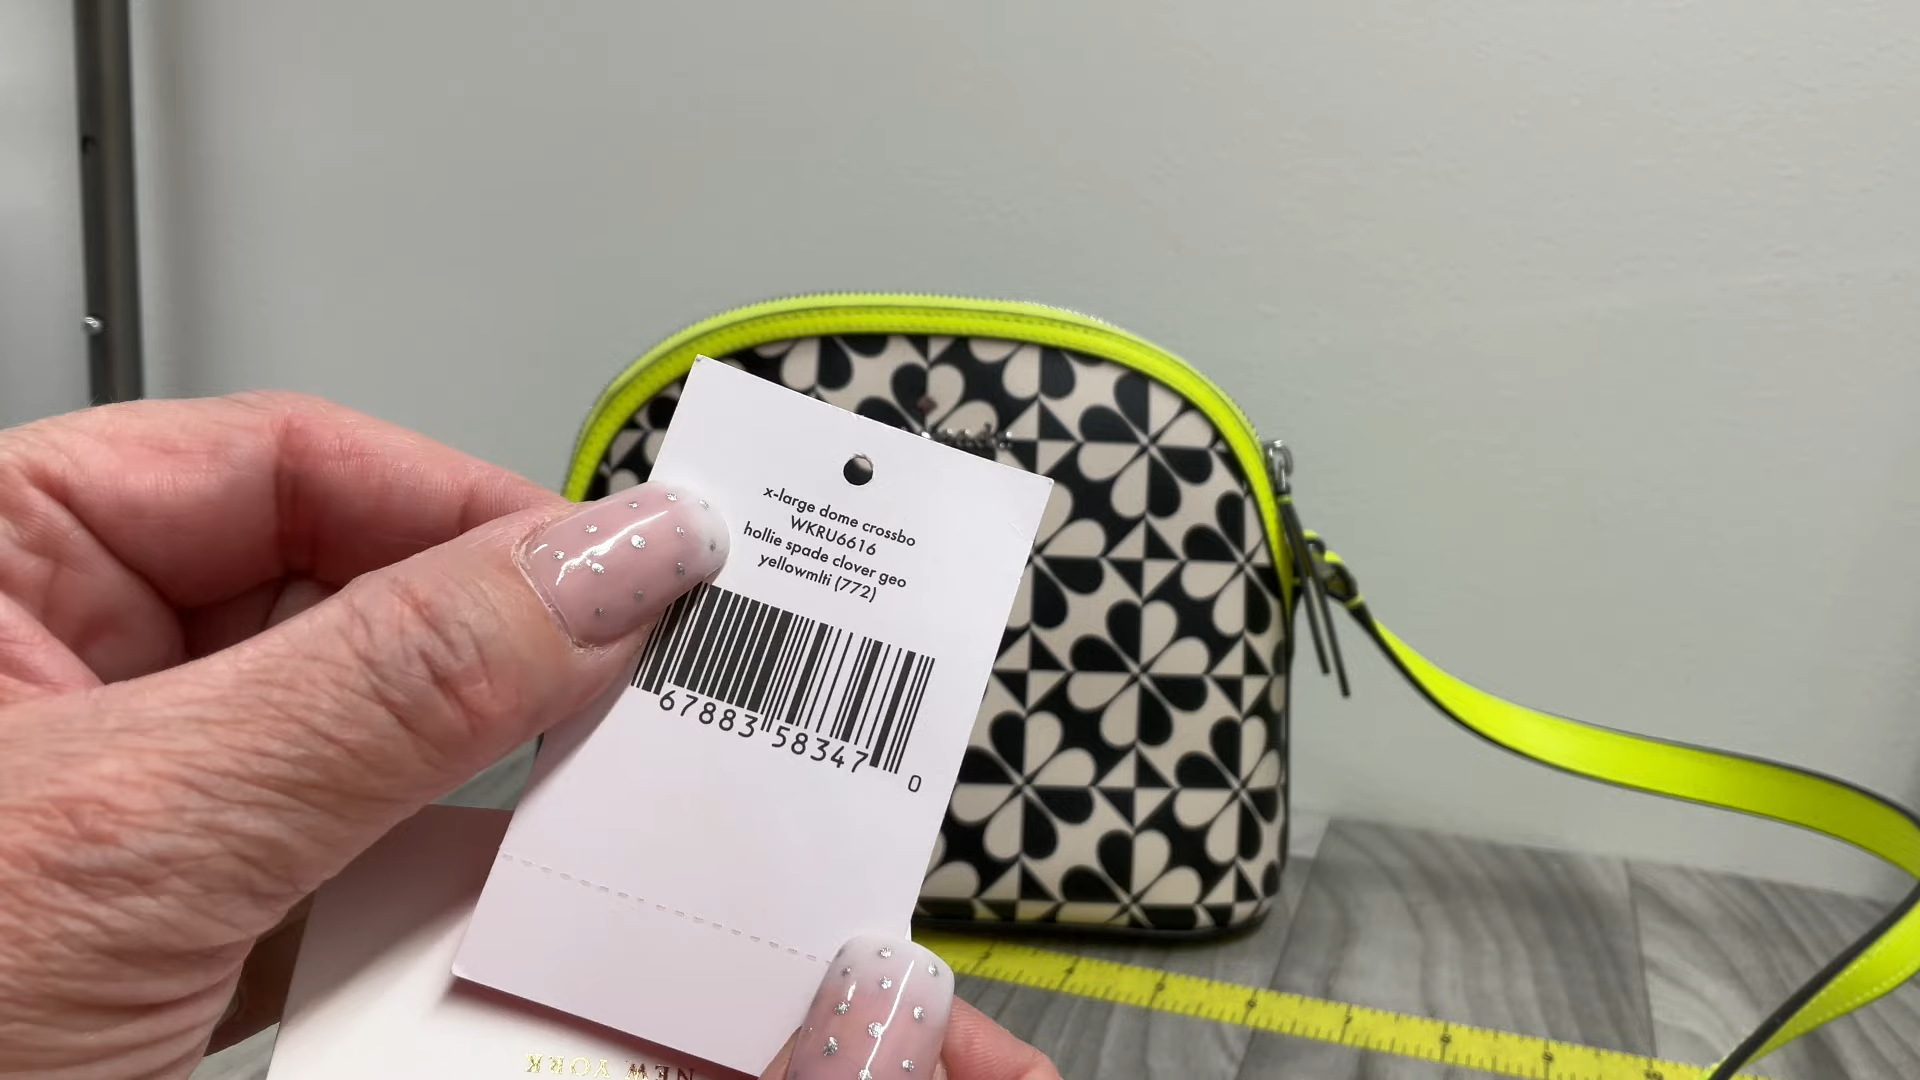 x-large dome crossbo
WKRU6616
hollie spade clover geo
yellowmlti (772)
67883 58347 0
NEW YORK